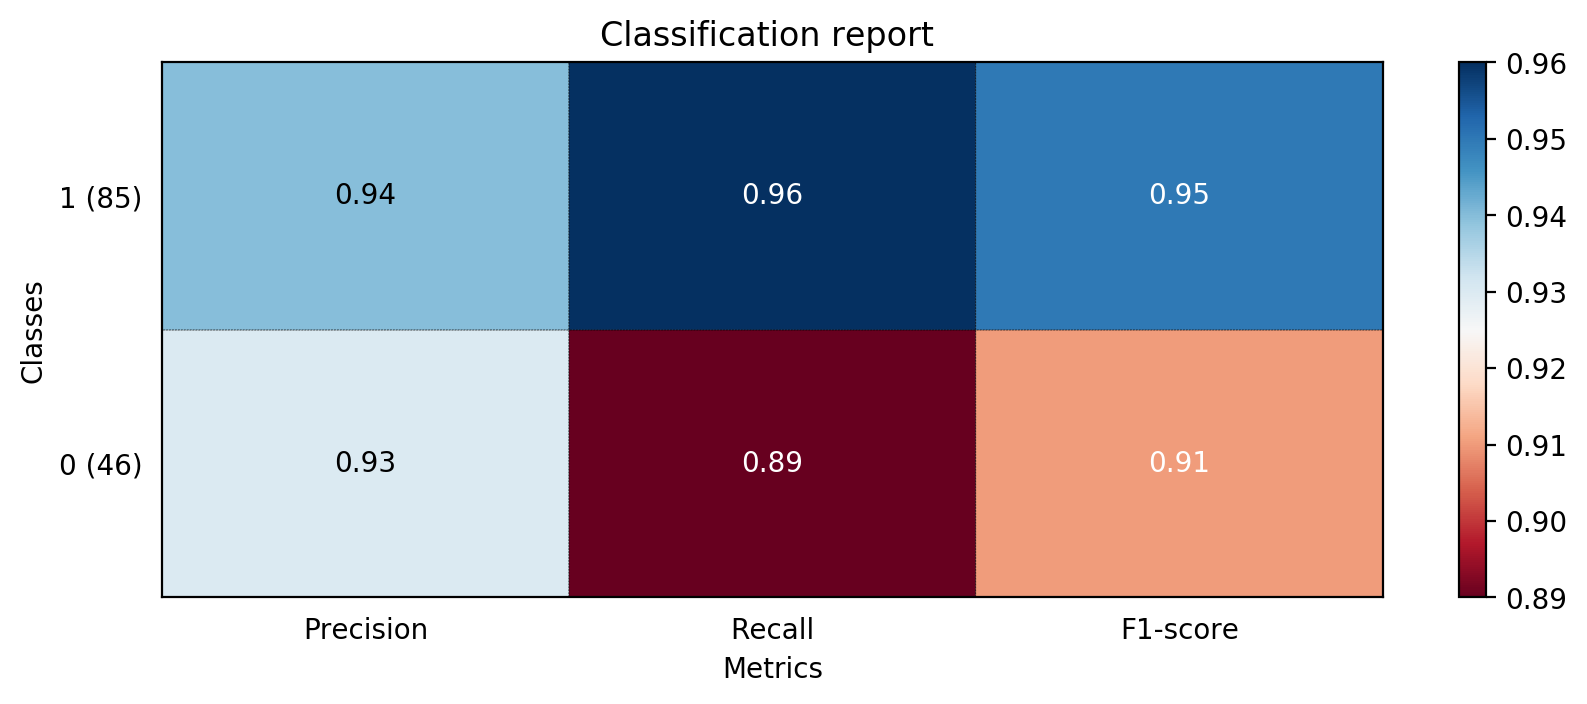 Classification report
1 (85)
0.94 0.96 0.95
0 (46)
0.93 0.89 0.91
Classes
Precision Recall F1-score
Metrics
0.96
0.95
0.94
0.93
0.92
0.91
0.90
0.89